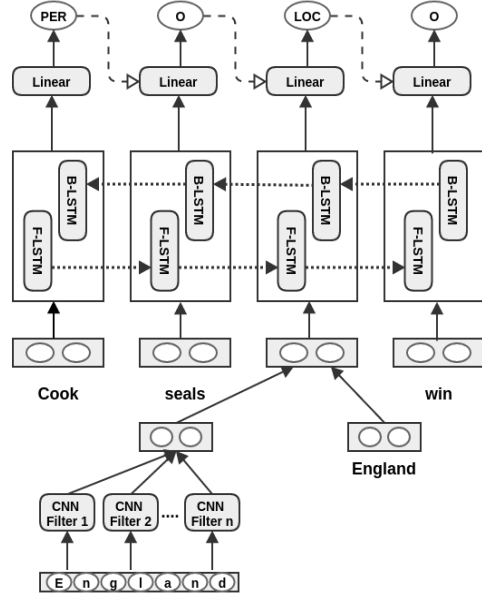 PER O LOC O
Linear Linear Linear Linear
B-LSTM B-LSTM B-LSTM B-LSTM
F-LSTM F-LSTM F-LSTM F-LSTM
Cook seals win
England
CNN Filter 1
CNN Filter 2
....
CNN Filter n
E n g l a n d